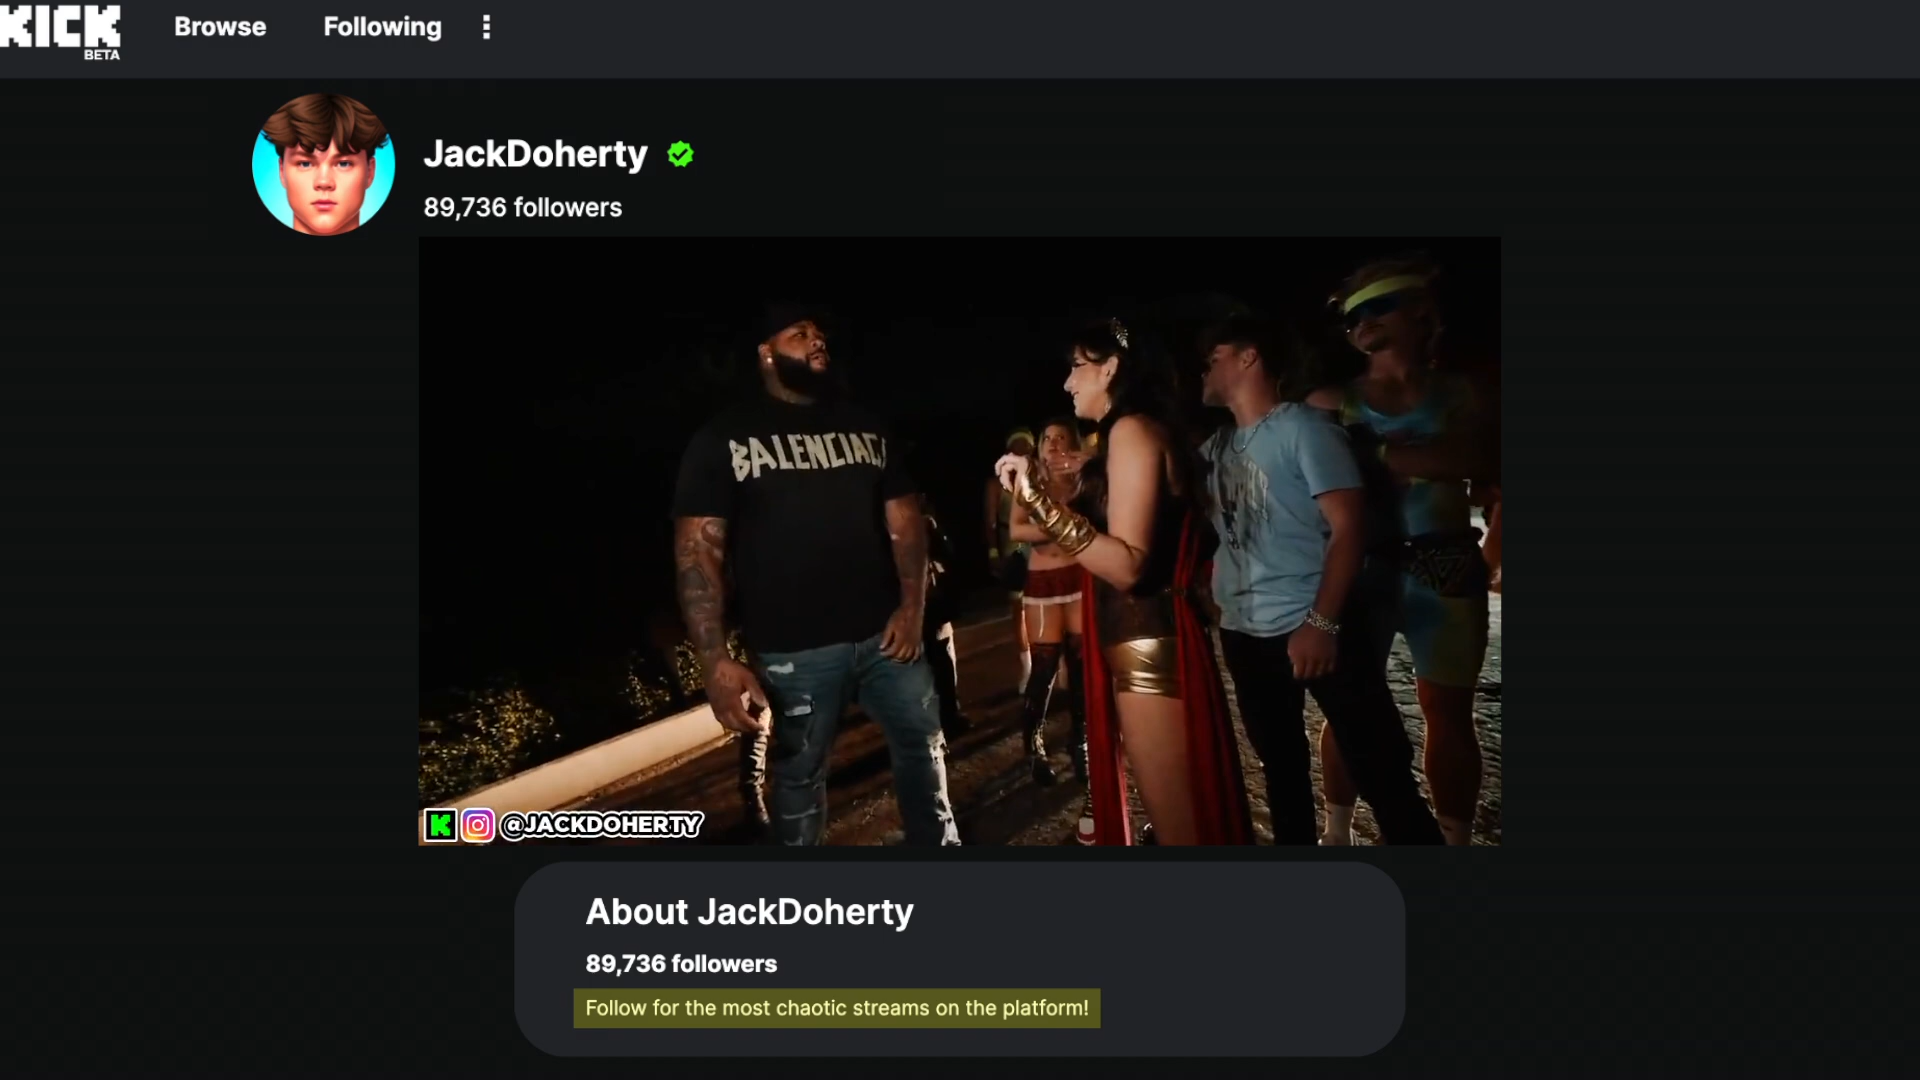 KICK
BETA
Browse
Following
JackDoherty
89,736 followers
BALENCIAG
@JACKDOHERTY
About JackDoherty
89,736 followers
Follow for the most chaotic streams on the platform!